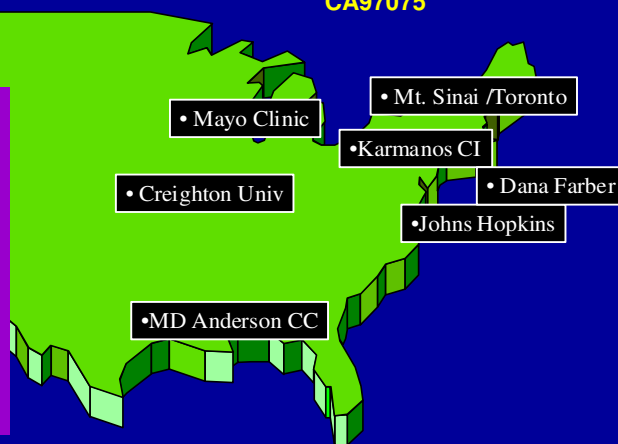 CA97075
• Mt. Sinai /Toronto
• Mayo Clinic
•Karmanos CI
• Creighton Univ
• Dana Farber
•Johns Hopkins
•MD Anderson CC